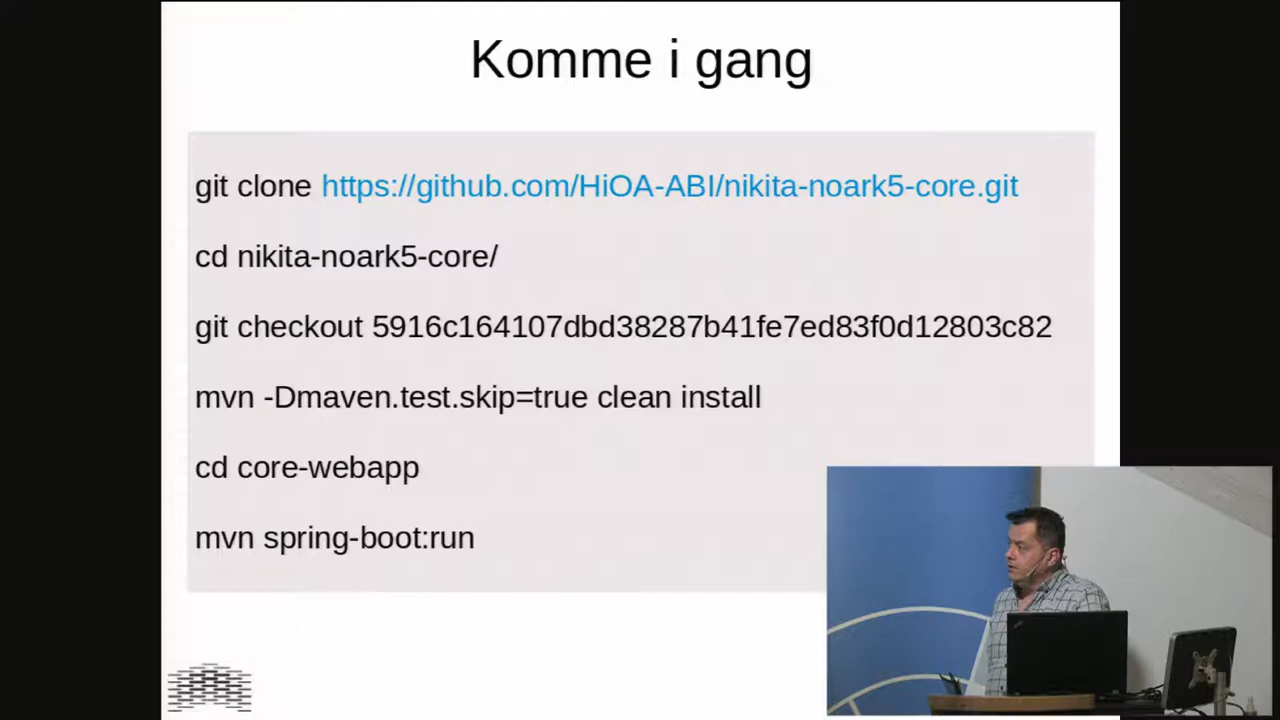 Komme i gang
git clone https://github.com/HiOA-ABI/nikita-noark5-core.git
cd nikita-noark5-core/
git checkout 5916c164107dbd38287b41fe7ed83f0d12803c82
mvn -Dmaven.test.skip=true clean install
cd core-webapp
mvn spring-boot:run